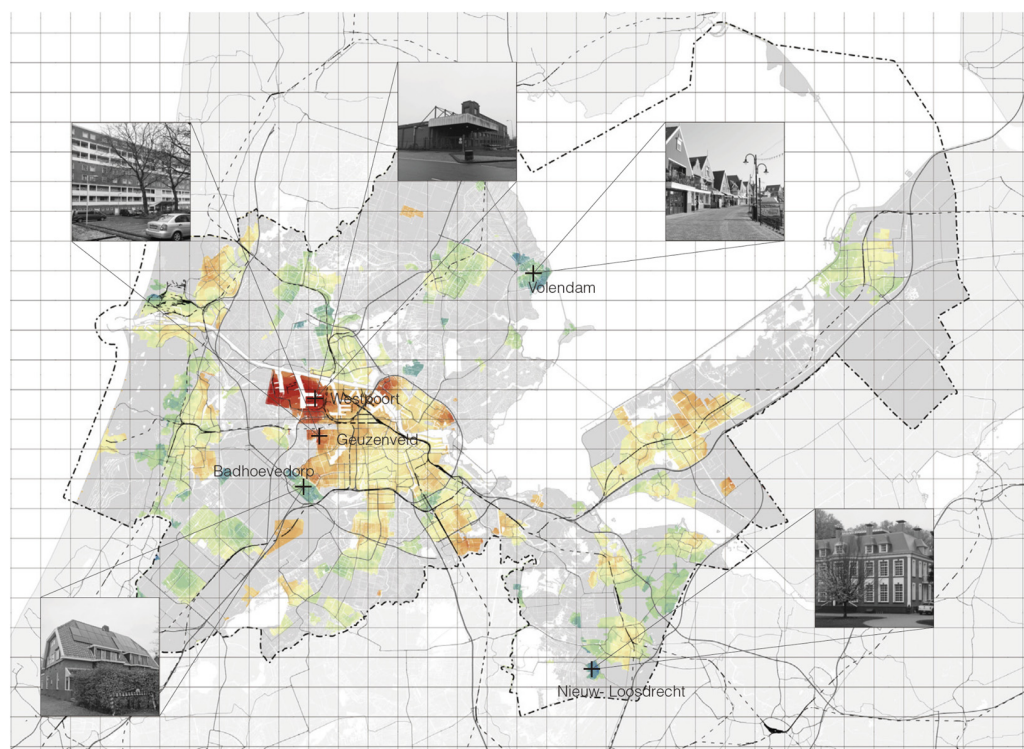 Volendam
Westpoort
Geuzenveld
Badhoevedorp
Nieuw- Loosdrecht